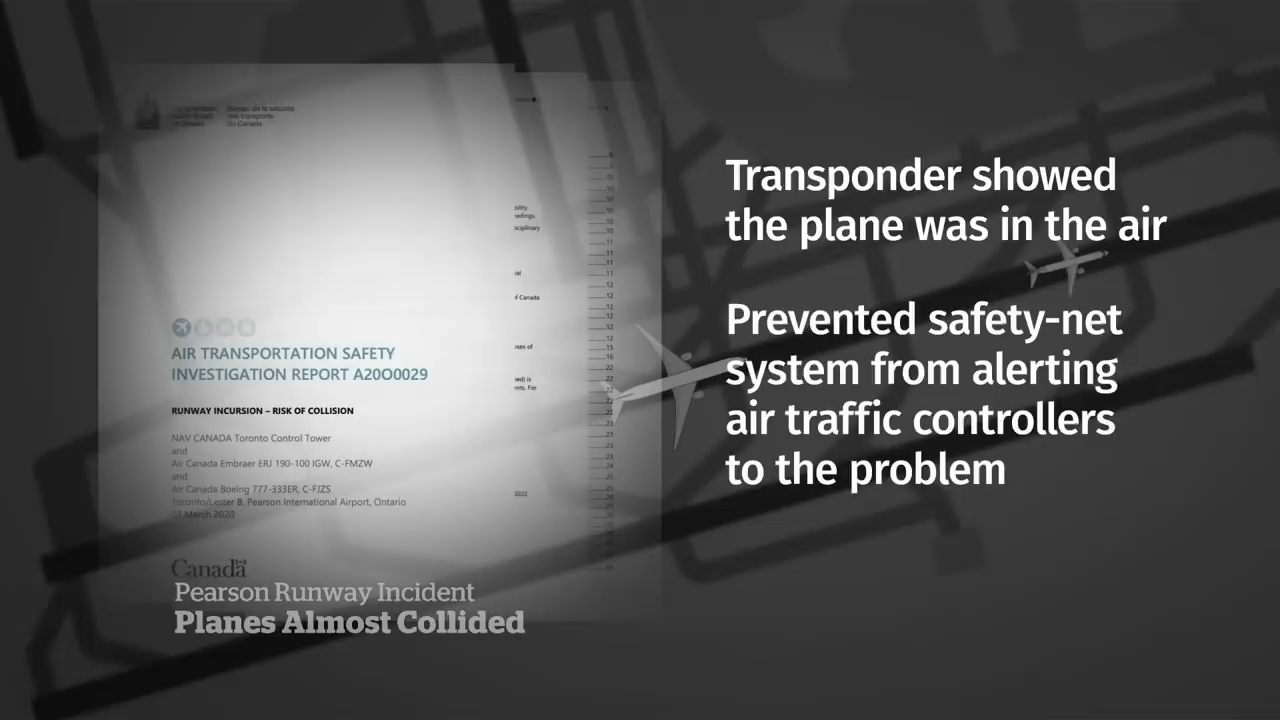 Bureau de la sécurité
des transports
du Canada
AIR TRANSPORTATION SAFETY
INVESTIGATION REPORT A20O0029
RUNWAY INCURSION – RISK OF COLLISION
NAV CANADA Toronto Control Tower
and
Air Canada Embraer ERJ 190-100 IGW, C-FMZW
and
Air Canada Boeing 777-333ER, C-FJZS
Toronto/Lester B. Pearson International Airport, Ontario
07 March 2020
Canada
Pearson Runway Incident
Planes Almost Collided
Transponder showed
the plane was in the air
Prevented safety-net
system from alerting
air traffic controllers
to the problem